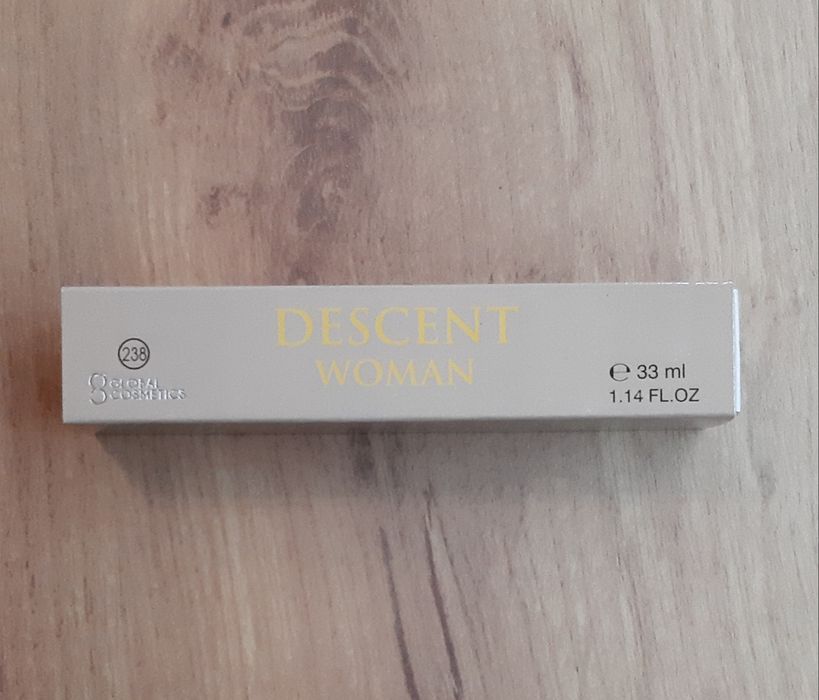 DESCENT
WOMAN
238
GLOBAL
COSMETICS
℮ 33 ml
1.14 FL.OZ